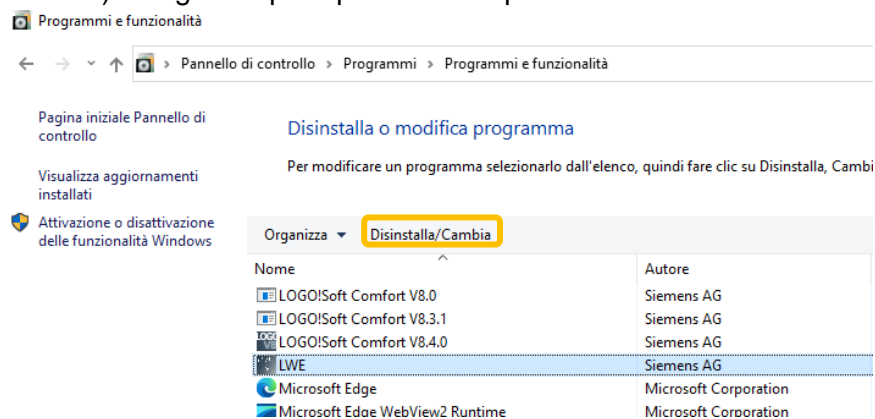 Programmi e funzionalità
Pannello di controllo > Programmi > Programmi e funzionalità
Pagina iniziale Pannello di
controllo
Visualizza aggiornamenti
installati
Attivazione o disattivazione
delle funzionalità Windows
Disinstalla o modifica programma
Per modificare un programma selezionarlo dall'elenco, quindi fare clic su Disinstalla, Cambi
Organizza Disinstalla/Cambia
Nome Autore
LOGO!Soft Comfort V8.0 Siemens AG
LOGO!Soft Comfort V8.3.1 Siemens AG
LOGO!Soft Comfort V8.4.0 Siemens AG
LWE Siemens AG
Microsoft Edge Microsoft Corporation
Microsoft Edge WebView2 Runtime Microsoft Corporation